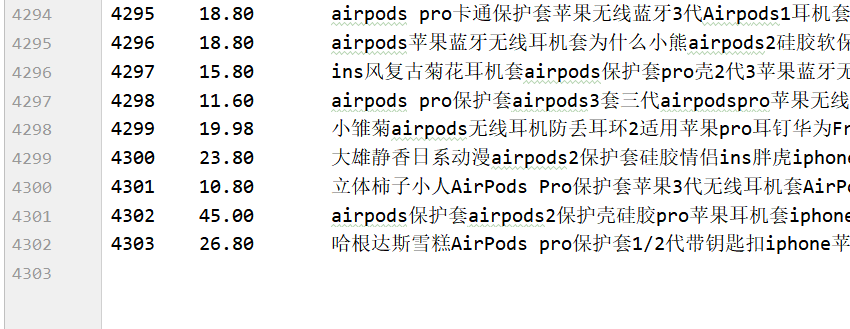 4294 4295 18.80 airpods pro卡通保护套苹果无线蓝牙3代Airpods1耳机套
4295 4296 18.80 airpods苹果蓝牙无线耳机套为什么小熊airpods2硅胶软保
4296 4297 15.80 ins风复古菊花耳机套airpods保护套pro壳2代3苹果蓝牙无
4297 4298 11.60 airpods pro保护套airpods3套三代airpodspro苹果无线
4298 4299 19.98 小雏菊airpods无线耳机防丢耳环2适用苹果pro耳钉华为Fr
4299 4300 23.80 大雄静香日系动漫airpods2保护套硅胶情侣ins胖虎iphone
4300 4301 10.80 立体柿子小人AirPods Pro保护套苹果3代无线耳机套AirPo
4301 4302 45.00 airpods保护套airpods2保护壳硅胶pro苹果耳机套iphone
4302 4303 26.80 哈根达斯雪糕AirPods pro保护套1/2代带钥匙扣iphone苹
4303